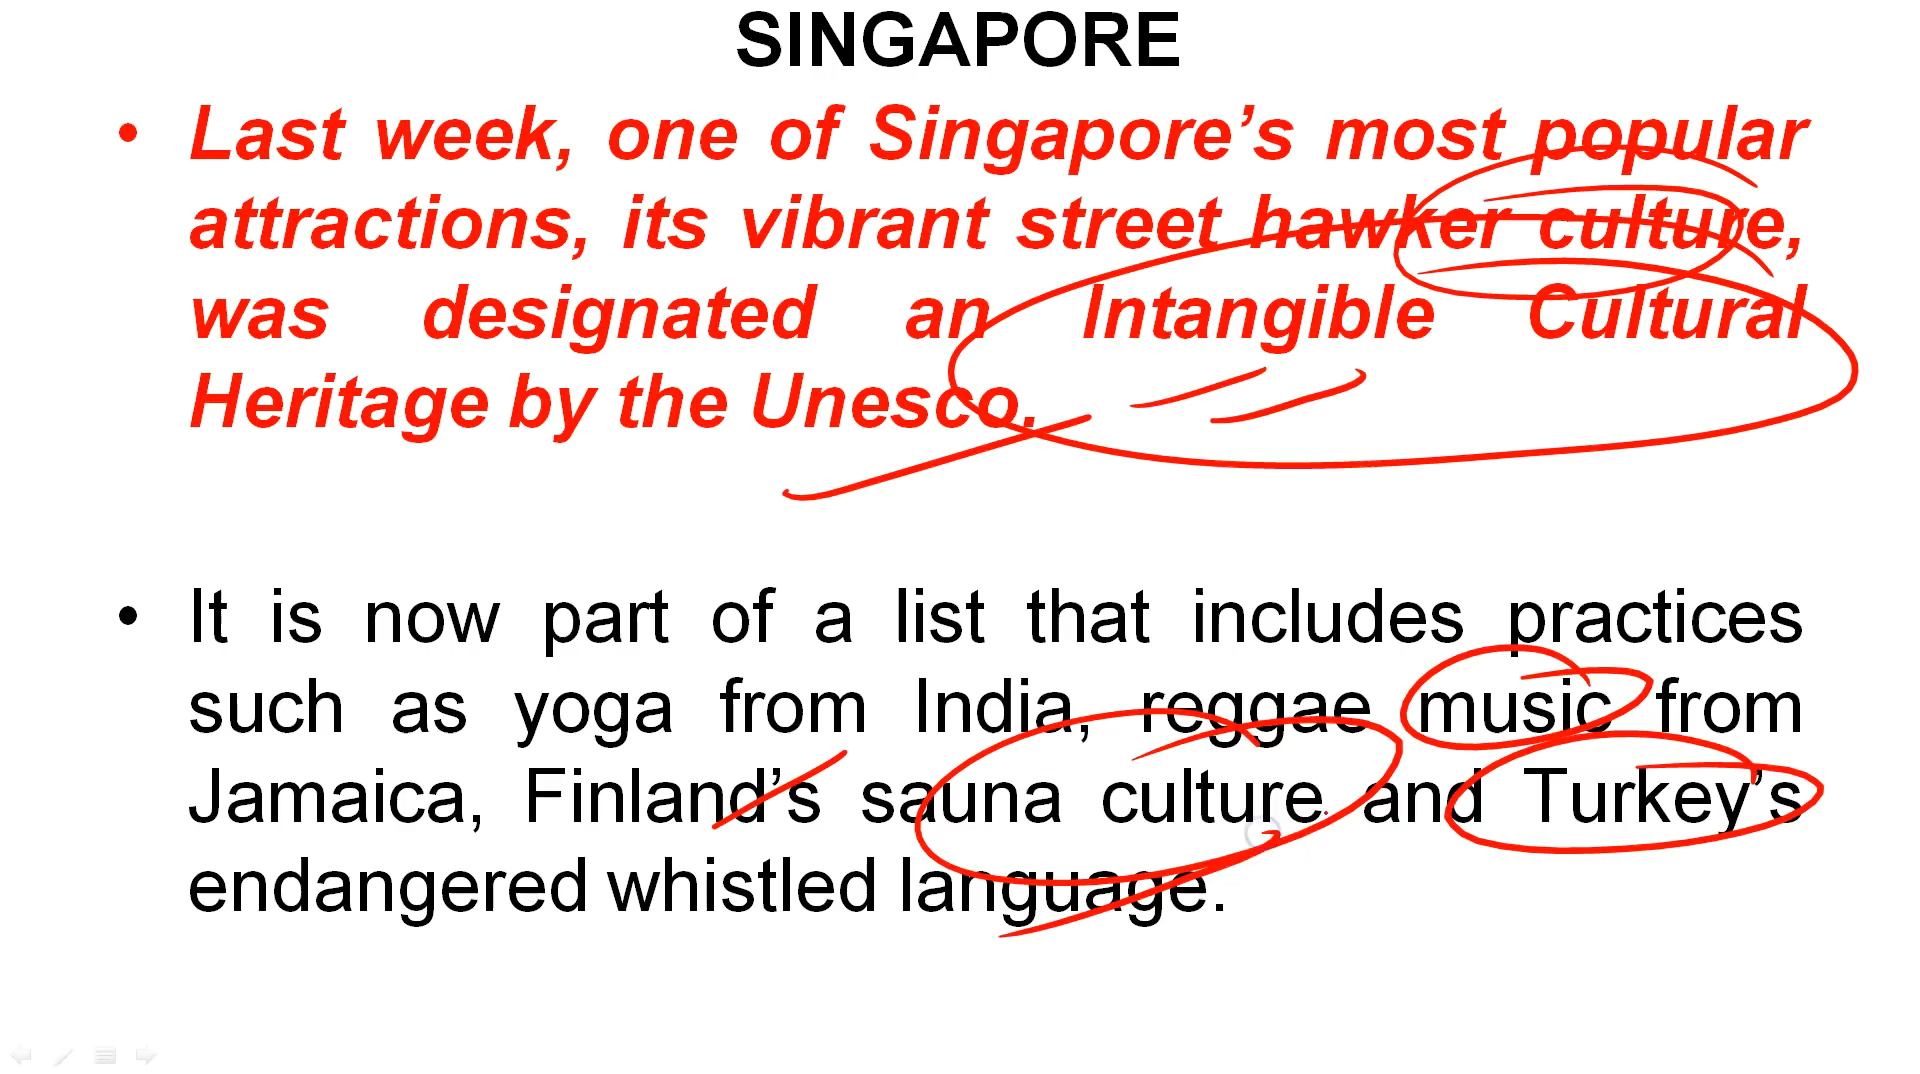 SINGAPORE
• Last week, one of Singapore’s most popular
attractions, its vibrant street hawker culture,
was designated an Intangible Cultural
Heritage by the Unesco.
• It is now part of a list that includes practices
such as yoga from India, reggae music from
Jamaica, Finland’s sauna culture and Turkey’s
endangered whistled language.